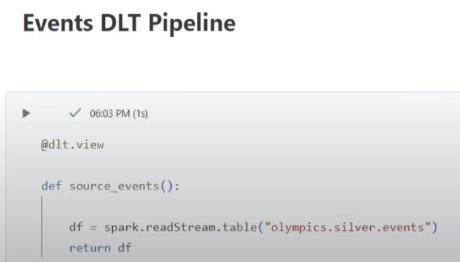 Events DLT Pipeline
06:03 PM (1s)
@dlt.view
def source_events():
df = spark.readStream.table("olympics.silver.events")
return df